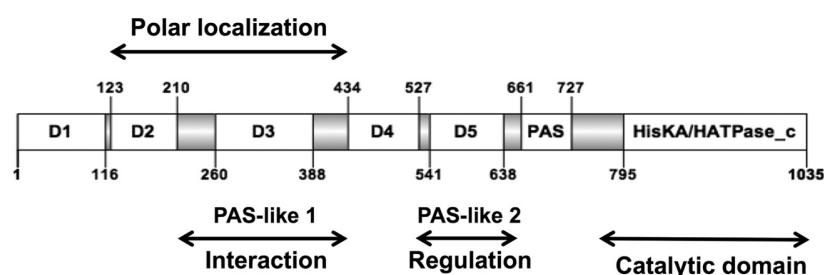 Polar localization
123 210 434 527 661 727
D1 D2 D3 D4 D5 PAS HisKA/HATPase_c
1 116 260 388 541 638 795 1035
PAS-like 1 PAS-like 2
Interaction Regulation Catalytic domain